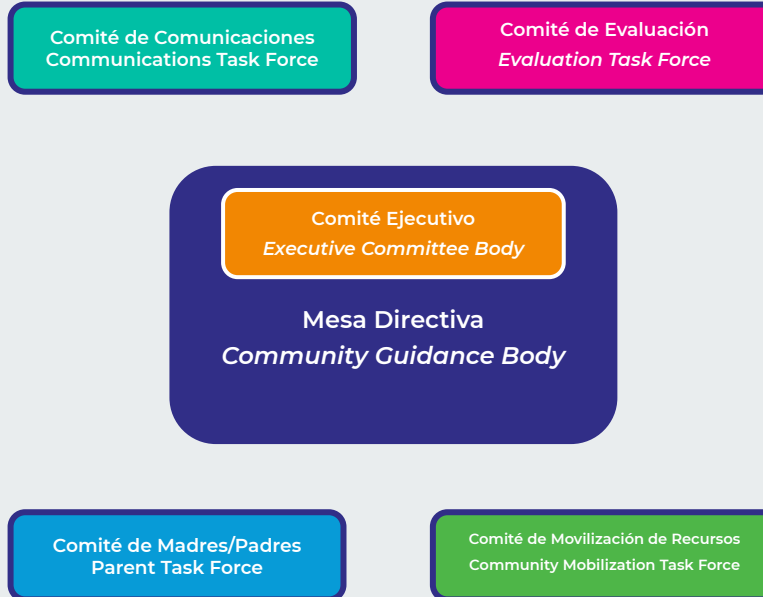 Comité de Comunicaciones
Communications Task Force
Comité de Evaluación
Evaluation Task Force
Comité Ejecutivo
Executive Committee Body
Mesa Directiva
Community Guidance Body
Comité de Madres/Padres
Parent Task Force
Comité de Movilización de Recursos
Community Mobilization Task Force